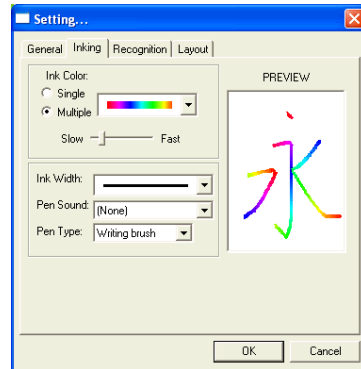 Setting...
General Inking Recognition Layout
Ink Color:
Single
Multiple
Slow Fast
PREVIEW
永
Ink Width:
Pen Sound: (None)
Pen Type: Writing brush
OK Cancel